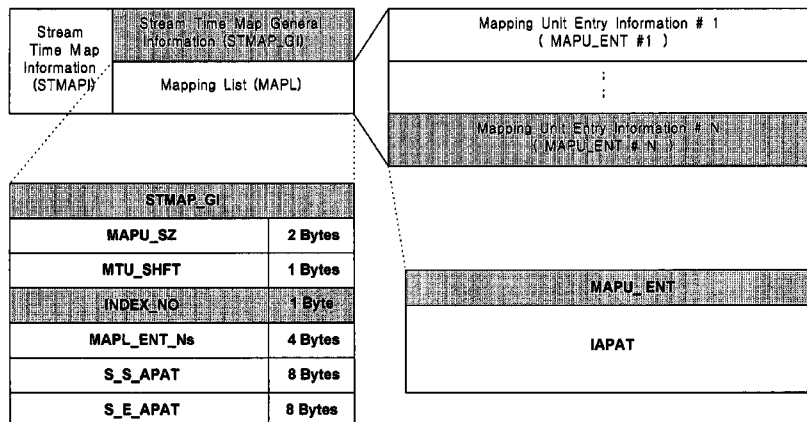 Stream
Time Map
Information
(STMAPI)
Stream Time Map General
Information (STMAP_GI)
Mapping List (MAPL)
Mapping Unit Entry Information # 1
( MAPU_ENT #1 )
:
:
Mapping Unit Entry Information # N
( MAPU_ENT # N )
STMAP_GI
MAPU_SZ 2 Bytes
MTU_SHFT 1 Bytes
INDEX_NO 1 Byte
MAPL_ENT_Ns 4 Bytes
S_S_APAT 8 Bytes
S_E_APAT 8 Bytes
MAPU_ENT
IAPAT